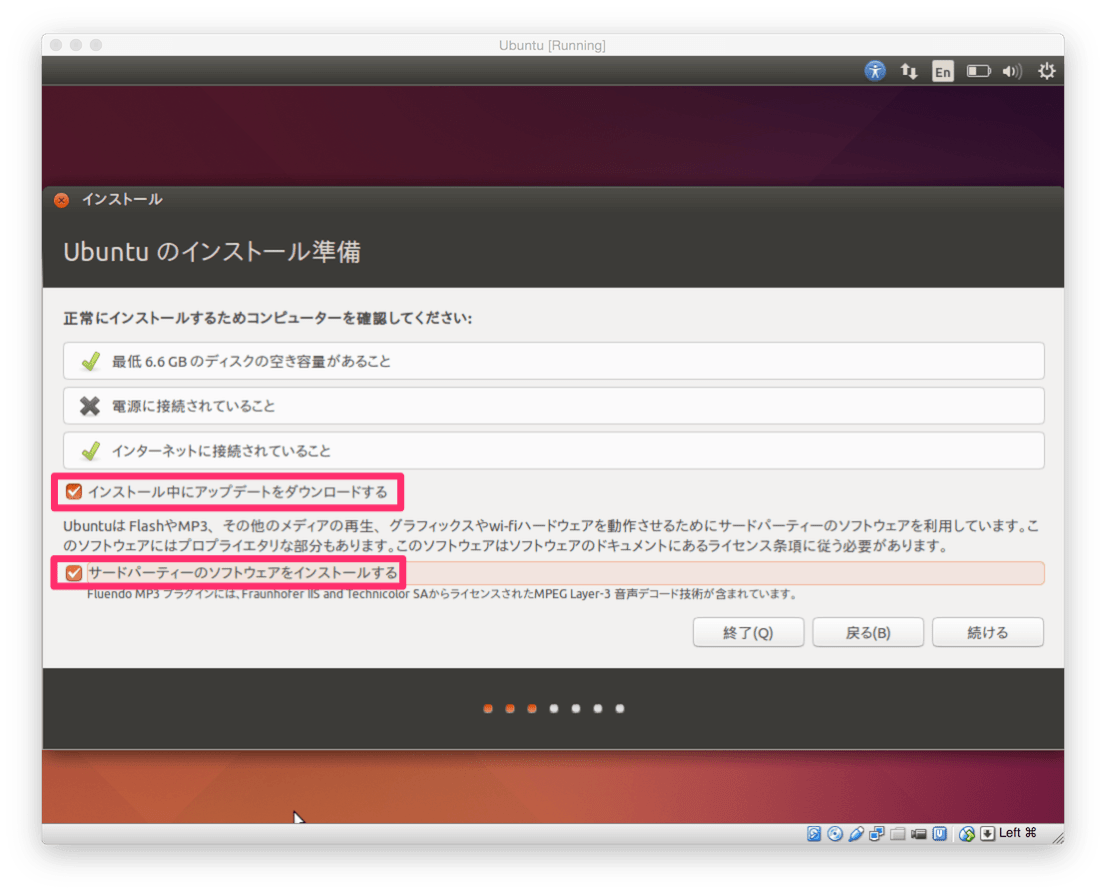 Ubuntu [Running]
En
インストール
Ubuntu のインストール準備
正常にインストールするためコンピューターを確認してください:
最低 6.6 GB のディスクの空き容量があること
電源に接続されていること
インターネットに接続されていること
インストール中にアップデートをダウンロードする
Ubuntuは FlashやMP3、その他のメディアの再生、グラフィックスやwi-fiハードウェアを動作させるためにサードパーティーのソフトウェアを利用しています。こ
のソフトウェアにはプロプライエタリな部分もあります。このソフトウェアはソフトウェアのドキュメントにあるライセンス条項に従う必要があります。
サードパーティーのソフトウェアをインストールする
Fluendo MP3 プラグインには、Fraunhofer IIS and Technicolor SAからライセンスされたMPEG Layer-3 音声デコード技術が含まれています。
終了(Q)
戻る(B)
続ける
Left ⌘